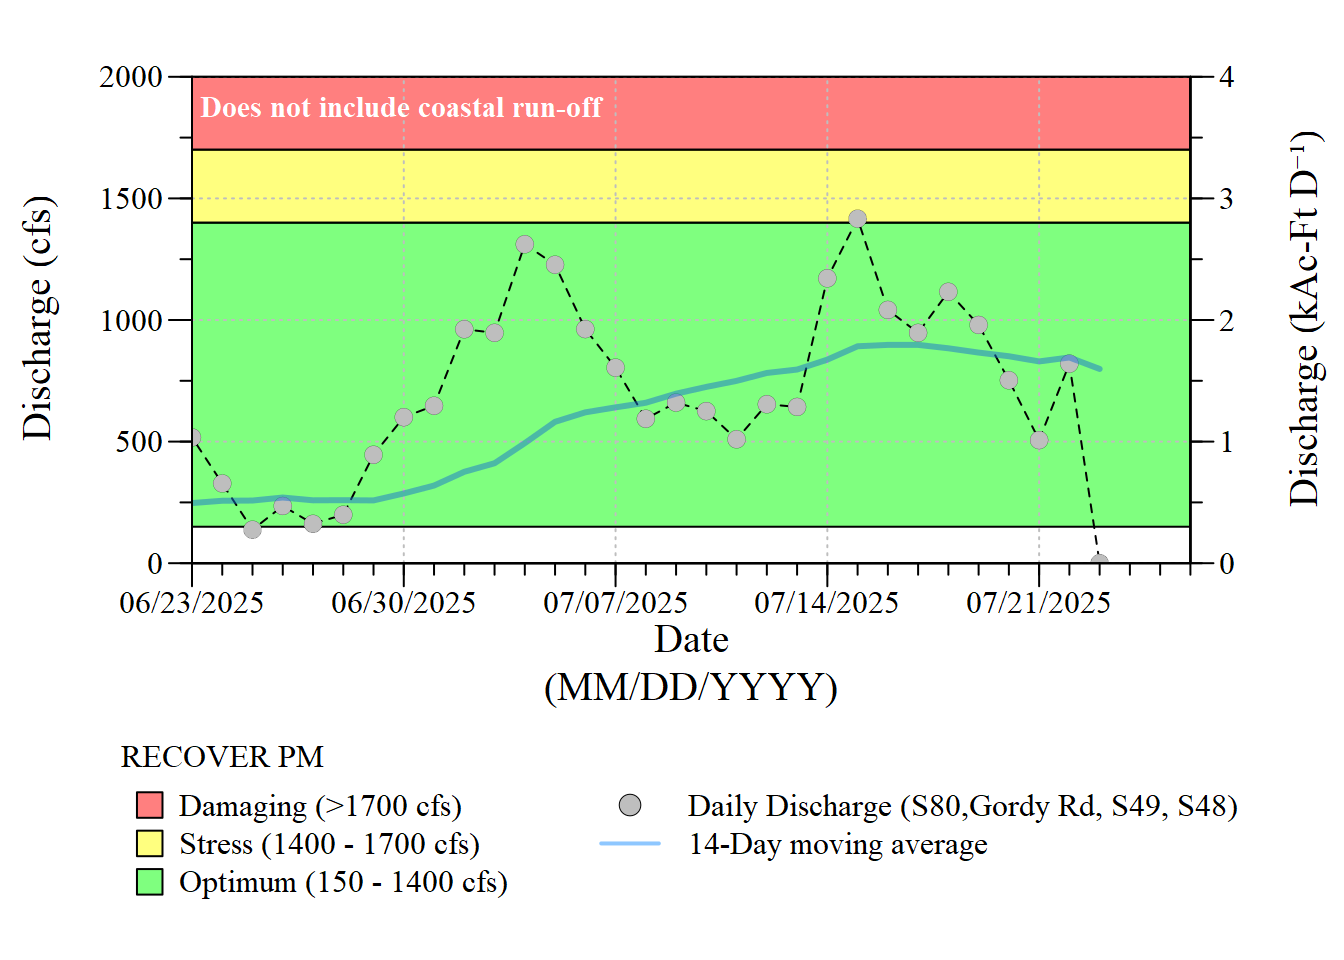 2000
1500
1000
500
0
Discharge (cfs)
Does not include coastal run-off
4
3
2
1
0
Discharge (kAc-Ft D⁻¹)
06/23/2025 06/30/2025 07/07/2025 07/14/2025 07/21/2025
Date
(MM/DD/YYYY)
RECOVER PM
Damaging (>1700 cfs)
Stress (1400 - 1700 cfs)
Optimum (150 - 1400 cfs)
Daily Discharge (S80,Gordy Rd, S49, S48)
14-Day moving average